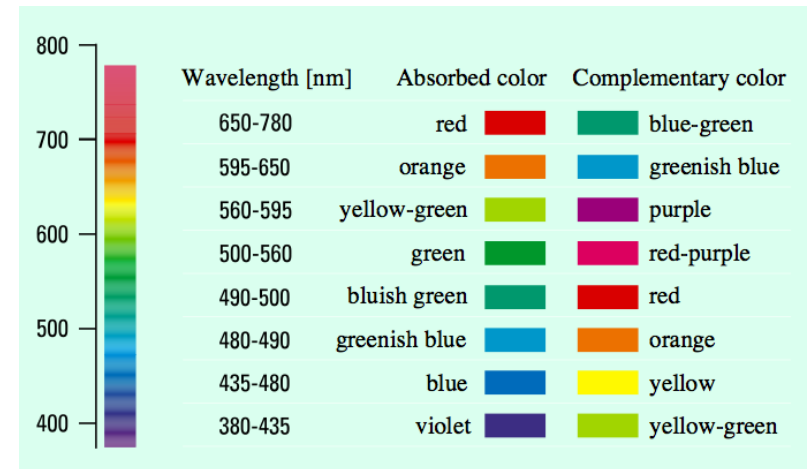 800
700
600
500
400
Wavelength [nm] Absorbed color Complementary color
650-780 red blue-green
595-650 orange greenish blue
560-595 yellow-green purple
500-560 green red-purple
490-500 bluish green red
480-490 greenish blue orange
435-480 blue yellow
380-435 violet yellow-green